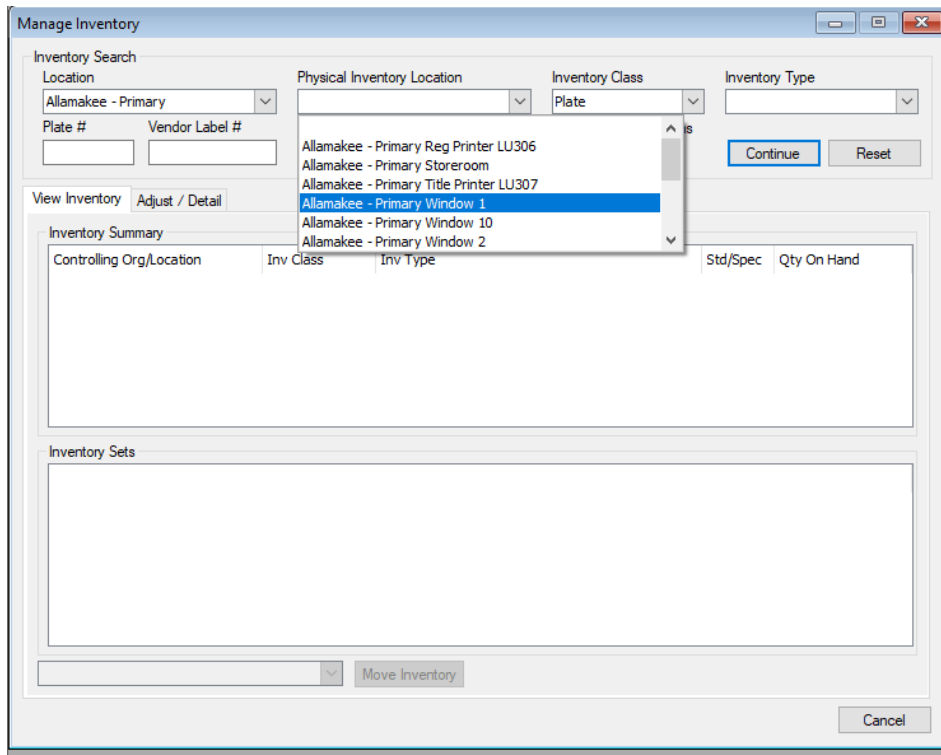 Manage Inventory
Inventory Search
Location Physical Inventory Location Inventory Class Inventory Type
Allamakee - Primary Plate
Plate # Vendor Label #
Allamakee - Primary Reg Printer LU306
Allamakee - Primary Storeroom
Allamakee - Primary Title Printer LU307
Allamakee - Primary Window 1
Allamakee - Primary Window 10
Allamakee - Primary Window 2
Continue Reset
View Inventory Adjust / Detail
Inventory Summary
Controlling Org/Location Inv Class Inv Type Std/Spec Qty On Hand
Inventory Sets
Move Inventory
Cancel